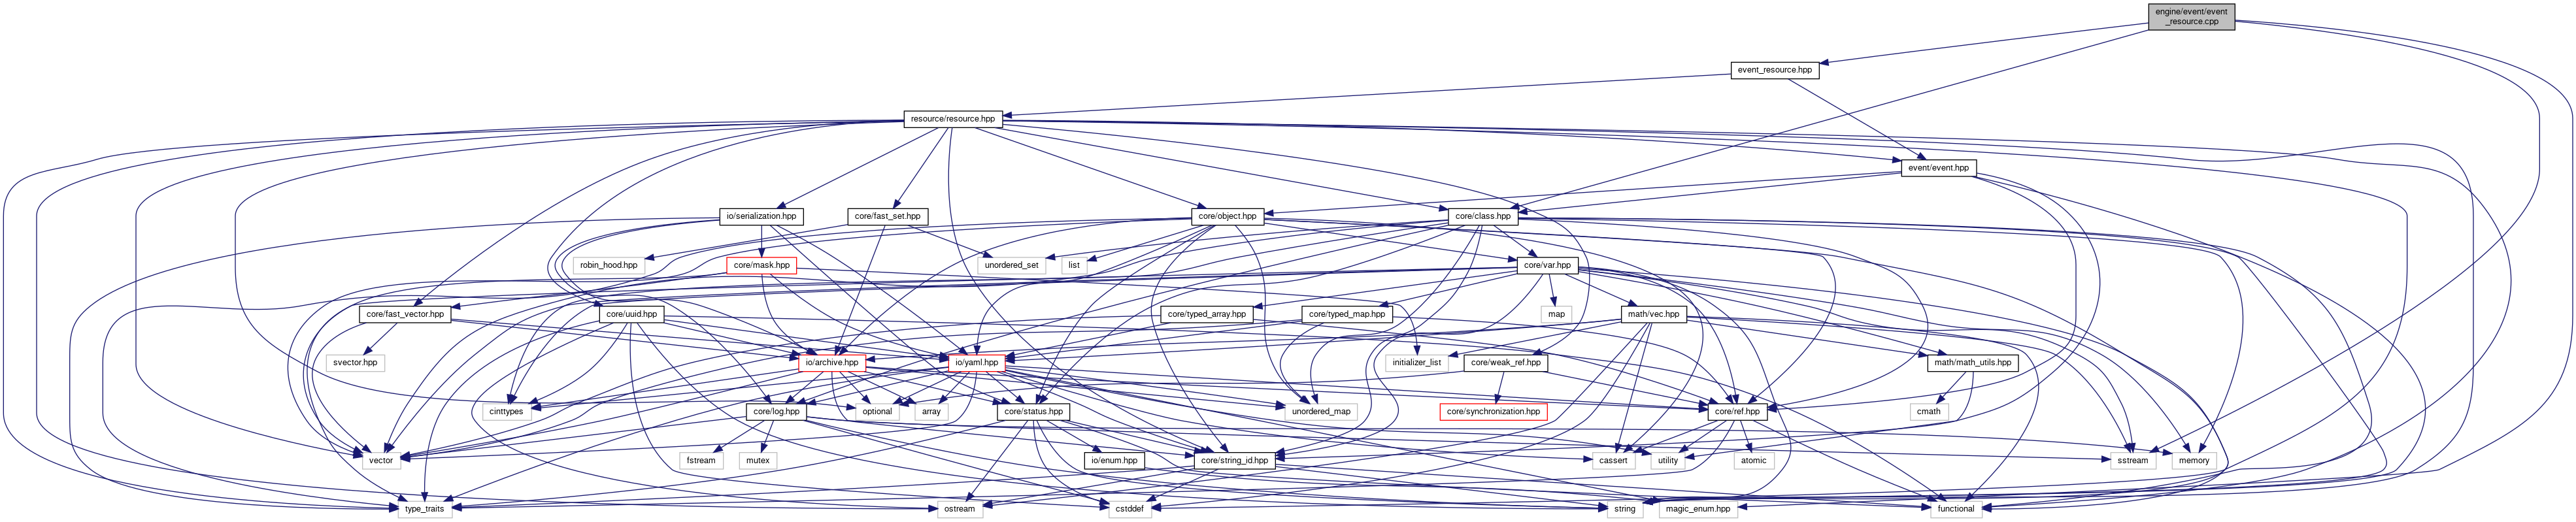 engine/event/event
_resource.cpp
event_resource.hpp
resource/resource.hpp
event/event.hpp
io/serialization.hpp
core/fast_set.hpp
core/object.hpp
core/class.hpp
robin_hood.hpp
core/mask.hpp
unordered_set
list
core/var.hpp
core/fast_vector.hpp
core/uuid.hpp
core/typed_array.hpp
core/typed_map.hpp
map
math/vec.hpp
svector.hpp
io/archive.hpp
io/yaml.hpp
initializer_list
core/weak_ref.hpp
math/math_utils.hpp
cinttypes
core/log.hpp
optional
array
core/status.hpp
unordered_map
core/synchronization.hpp
core/ref.hpp
cmath
vector
fstream
mutex
io/enum.hpp
core/string_id.hpp
cassert
utility
atomic
sstream
memory
type_traits
ostream
cstddef
string
magic_enum.hpp
functional